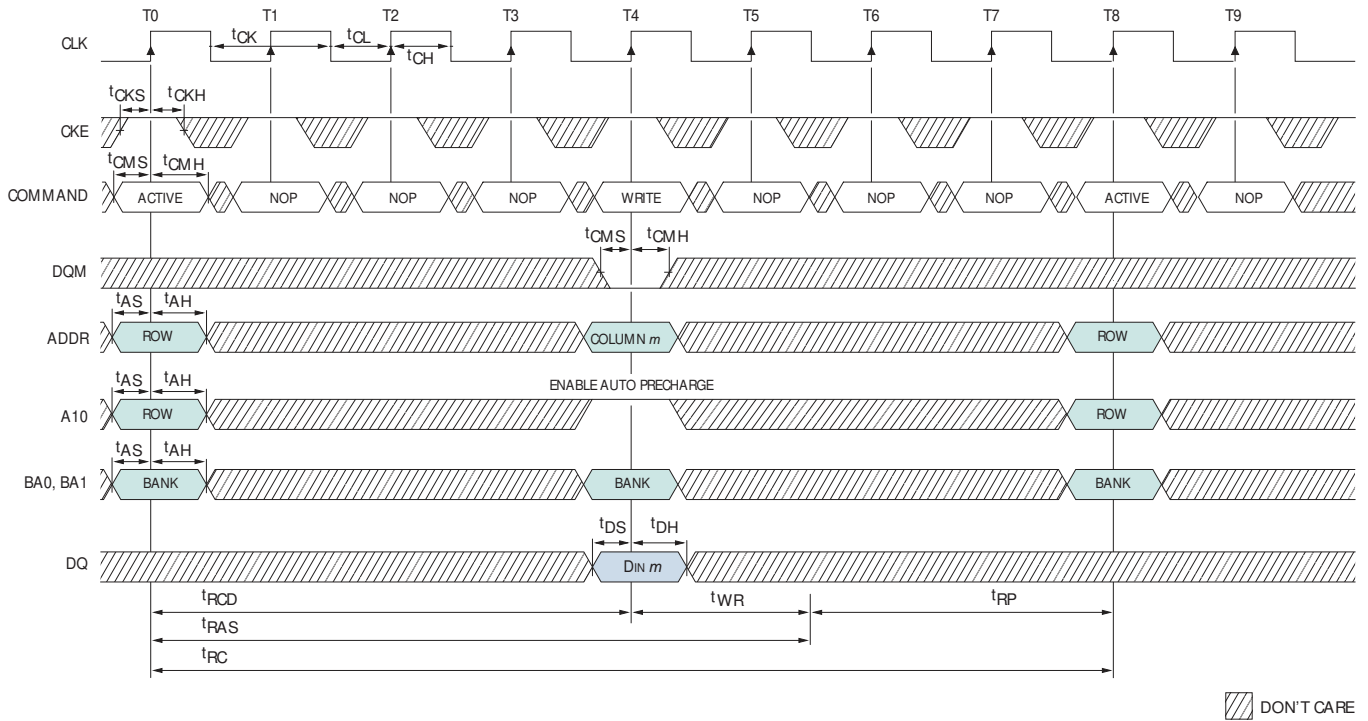 T0 T1 T2 T3 T4 T5 T6 T7 T8 T9
CLK
tCK tCL tCH
tCKS tCKH
CKE
tCMS tCMH
COMMAND ACTIVE NOP NOP NOP WRITE NOP NOP NOP ACTIVE NOP
tCMS tCMH
DQM
tAS tAH
ADDR ROW COLUMN m ROW
ENABLE AUTO PRECHARGE
tAS tAH
A10 ROW ROW
tAS tAH
BA0, BA1 BANK BANK BANK
tDS tDH
DQ DIN m
tRCD tWR tRP
tRAS
tRC
DON'T CARE